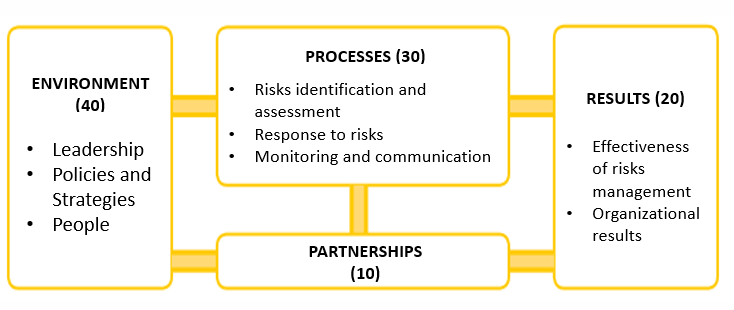 ENVIRONMENT
(40)
• Leadership
• Policies and
Strategies
• People
PROCESSES (30)
• Risks identification and
assessment
• Response to risks
• Monitoring and communication
PARTNERSHIPS
(10)
RESULTS (20)
• Effectiveness
of risks
management
• Organizational
results